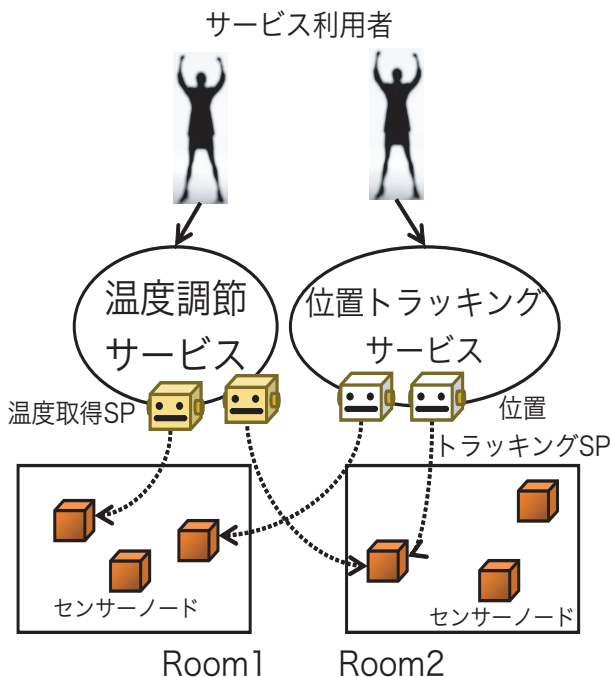 サービス利用者
温度調節
サービス
位置トラッキング
サービス
温度取得SP
位置
トラッキングSP
センサーノード
センサーノード
Room1
Room2